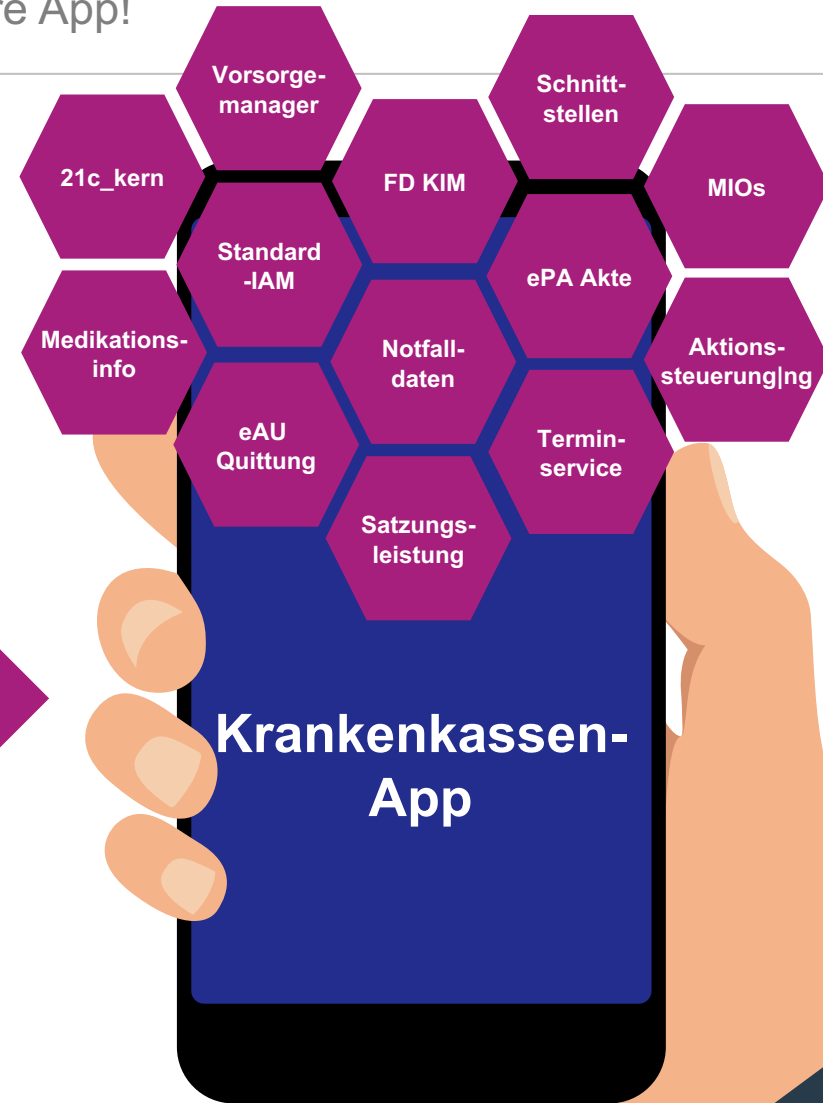 re App!
Vorsorge-
manager
Schnitt-
stellen
21c_kern
FD KIM
MIOs
Standard
-IAM
ePA Akte
Medikations-
info
Notfall-
daten
Aktions-
steuerung|ng
eAU
Quittung
Termin-
service
Satzungs-
leistung
Krankenkassen-
App